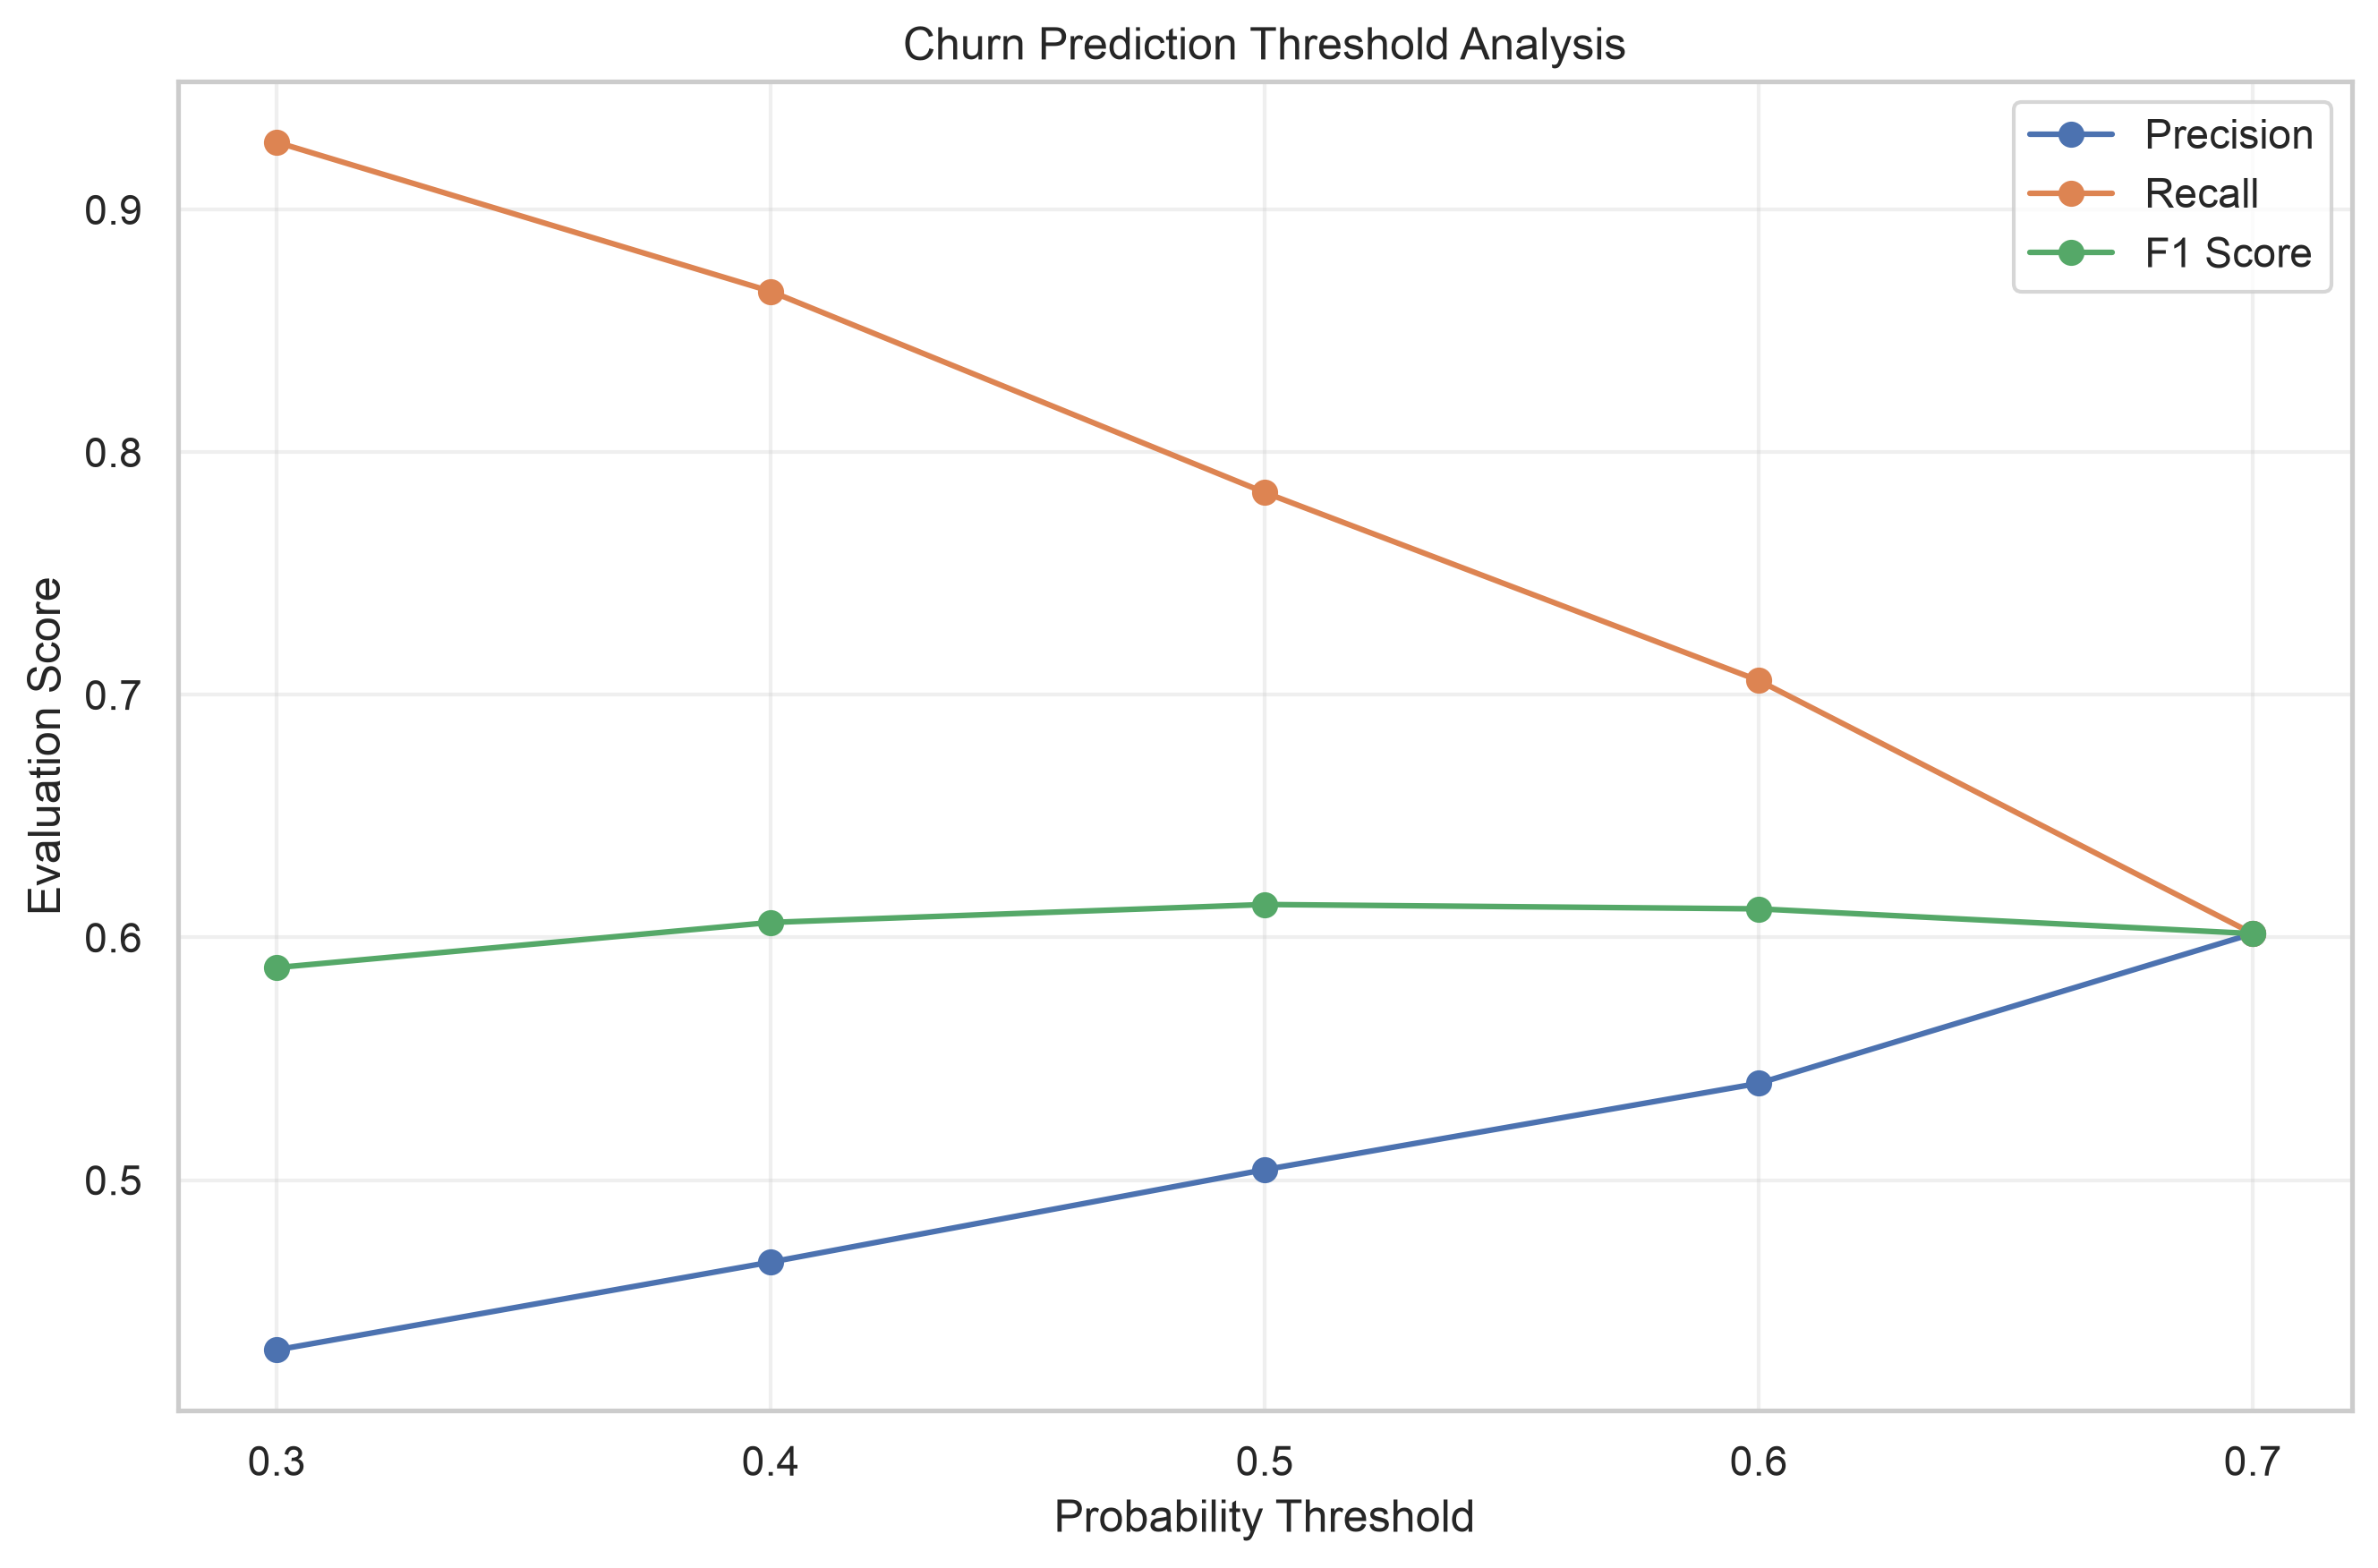 Churn Prediction Threshold Analysis
Precision
Recall
F1 Score
Evaluation Score
0.9
0.8
0.7
0.6
0.5
0.3 0.4 0.5 0.6 0.7
Probability Threshold